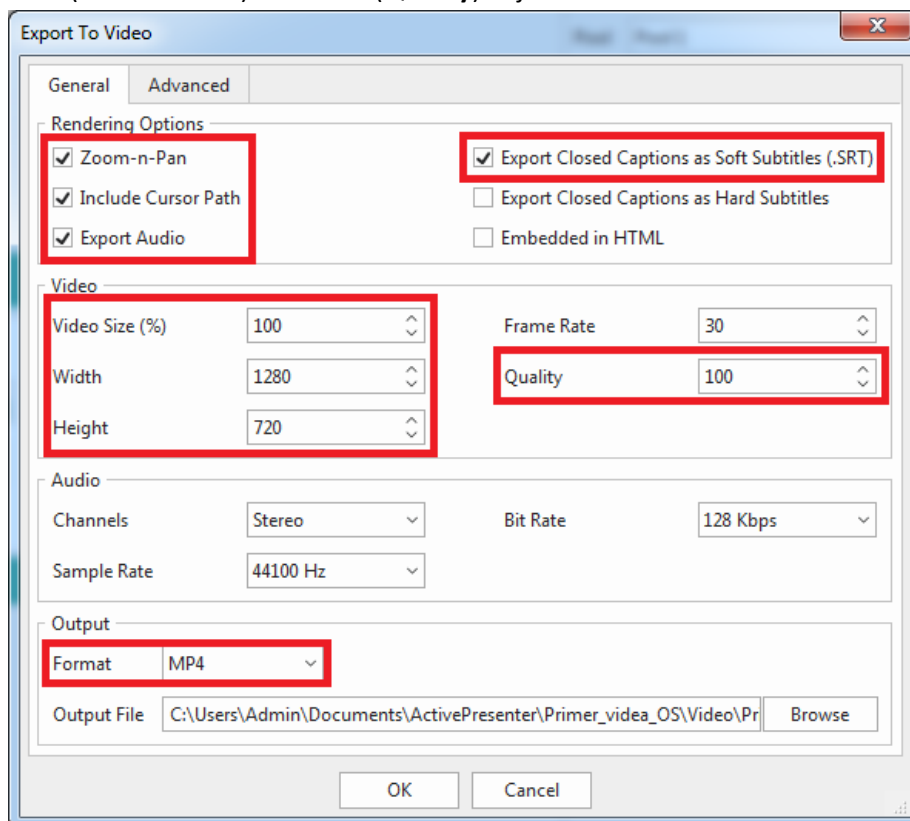 Export To Video
General Advanced
Rendering Options
Zoom-n-Pan Export Closed Captions as Soft Subtitles (.SRT)
Include Cursor Path Export Closed Captions as Hard Subtitles
Export Audio Embedded in HTML
Video
Video Size (%) 100 Frame Rate 30
Width 1280 Quality 100
Height 720
Audio
Channels Stereo Bit Rate 128 Kbps
Sample Rate 44100 Hz
Output
Format MP4
Output File C:\Users\Admin\Documents\ActivePresenter\Primer_videa_OS\Video\Pr Browse
OK Cancel